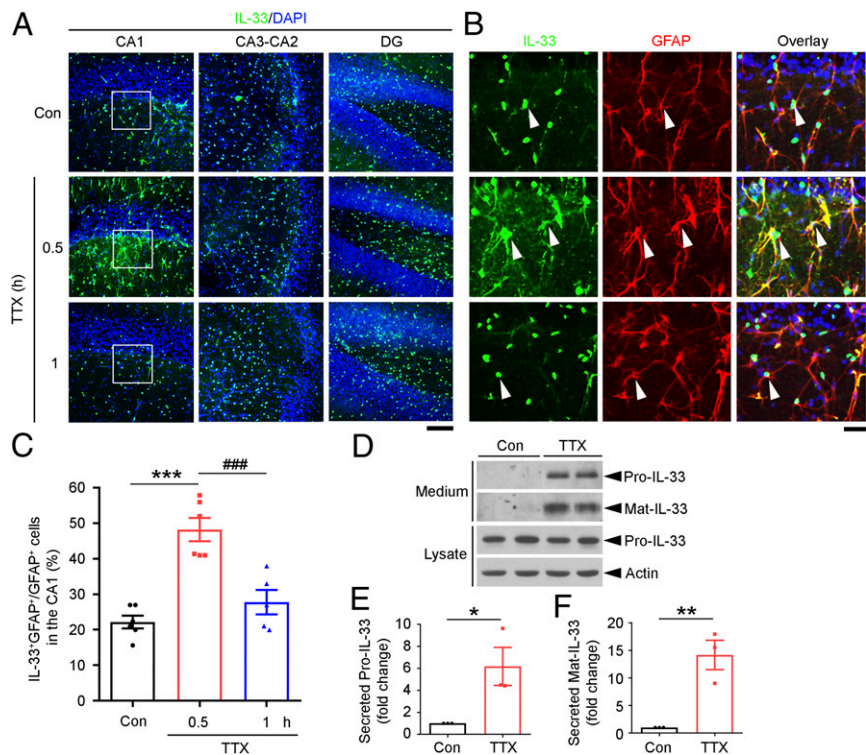 A
IL-33/DAPI
CA1 CA3-CA2 DG
Con
TTX (h)
0.5
1
B
IL-33 GFAP Overlay
C
*** ###
IL-33⁺GFAP⁺/GFAP⁺ cells
in the CA1 (%)
60
50
40
30
20
10
0
Con 0.5 1 h
TTX
D
Con TTX
Medium
Pro-IL-33
Mat-IL-33
Lysate
Pro-IL-33
Actin
E
*
Secreted Pro-IL-33
(fold change)
10
8
6
4
2
0
Con TTX
F
**
Secreted Mat-IL-33
(fold change)
20
15
10
5
0
Con TTX